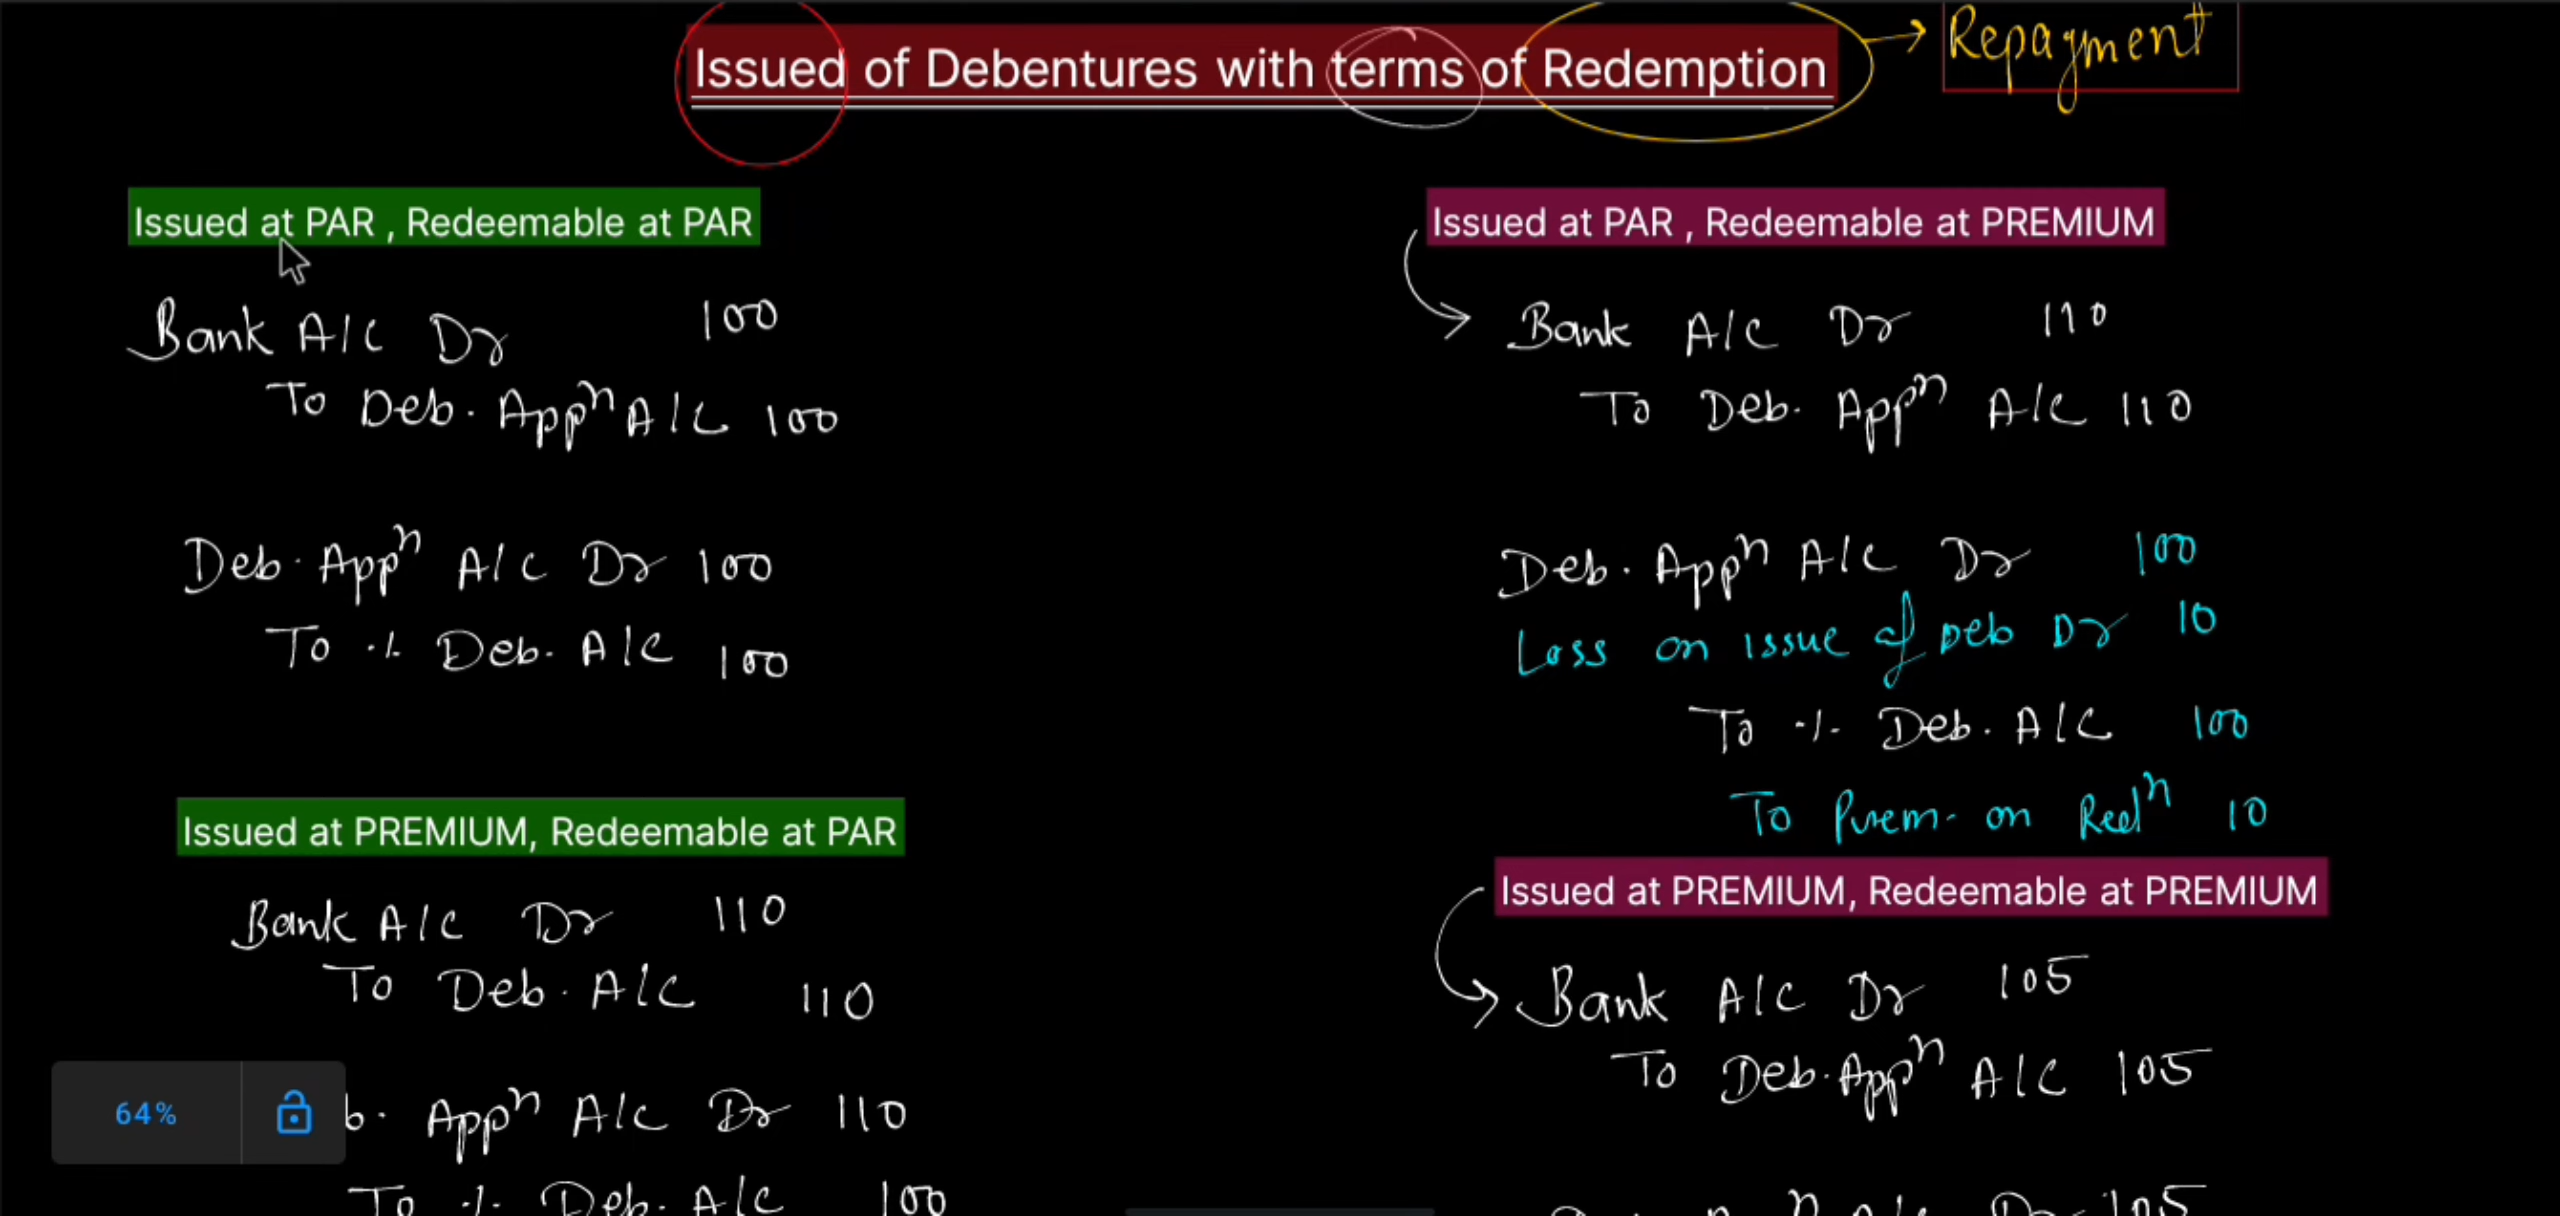 Issued of Debentures with terms of Redemption → Repayment
Issued at PAR , Redeemable at PAR
Bank A/C Dr 100
To Deb. Appⁿ A/C 100
Deb. Appⁿ A/C Dr 100
To ·/. Deb. A/C 100
Issued at PREMIUM, Redeemable at PAR
Bank A/C Dr 110
To Deb. A/C 110
b. Appⁿ A/C Dr 110
To ·/. Deb. A/C 100
64%
Issued at PAR , Redeemable at PREMIUM
Bank A/C Dr 110
To Deb. Appⁿ A/C 110
Deb. Appⁿ A/C Dr 100
Loss on issue of Deb Dr 10
To ·/. Deb. A/C 100
To Prem. on Redⁿ 10
Issued at PREMIUM, Redeemable at PREMIUM
Bank A/C Dr 105
To Deb. Appⁿ A/C 105
A/C Dr 105